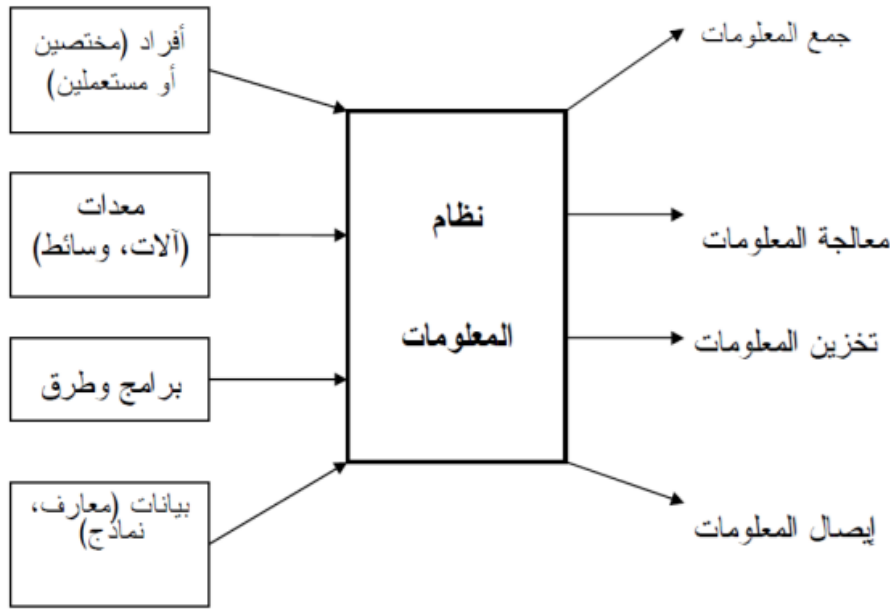 أفراد (مختصين
أو مستعملين)
معدات
(آلات، وسائط)
برامج وطرق
بيانات (معارف،
نماذج)
نظام
المعلومات
جمع المعلومات
معالجة المعلومات
تخزين المعلومات
إيصال المعلومات